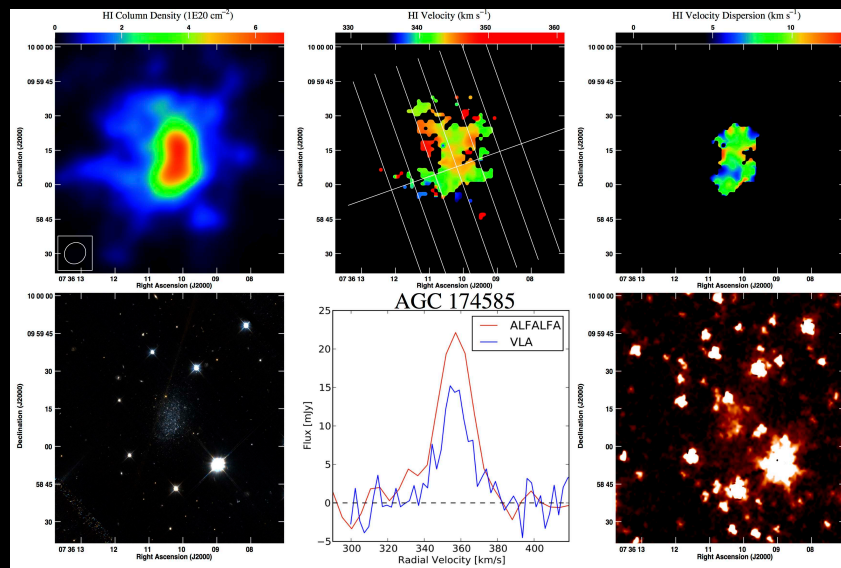 HI Column Density (1E20 cm⁻²)
0 2 4 6
HI Velocity (km s⁻¹)
330 340 350 360
HI Velocity Dispersion (km s⁻¹)
0 5 10
Declination (J2000)
10 00 00
09 59 45
30
15
00
58 45
30
07 36 13 12 11 10 09 08
Right Ascension (J2000)
Declination (J2000)
10 00 00
09 59 45
30
15
00
58 45
30
07 36 13 12 11 10 09 08
Right Ascension (J2000)
Declination (J2000)
10 00 00
09 59 45
30
15
00
58 45
30
07 36 13 12 11 10 09 08
Right Ascension (J2000)
Declination (J2000)
10 00 00
09 59 45
30
15
00
58 45
30
07 36 13 12 11 10 09 08
Right Ascension (J2000)
AGC 174585
ALFALFA
VLA
Flux [mJy]
25
20
15
10
5
0
−5
300 320 340 360 380 400
Radial Velocity [km/s]
Declination (J2000)
10 00 00
09 59 45
30
15
00
58 45
30
07 36 13 12 11 10 09 08
Right Ascension (J2000)